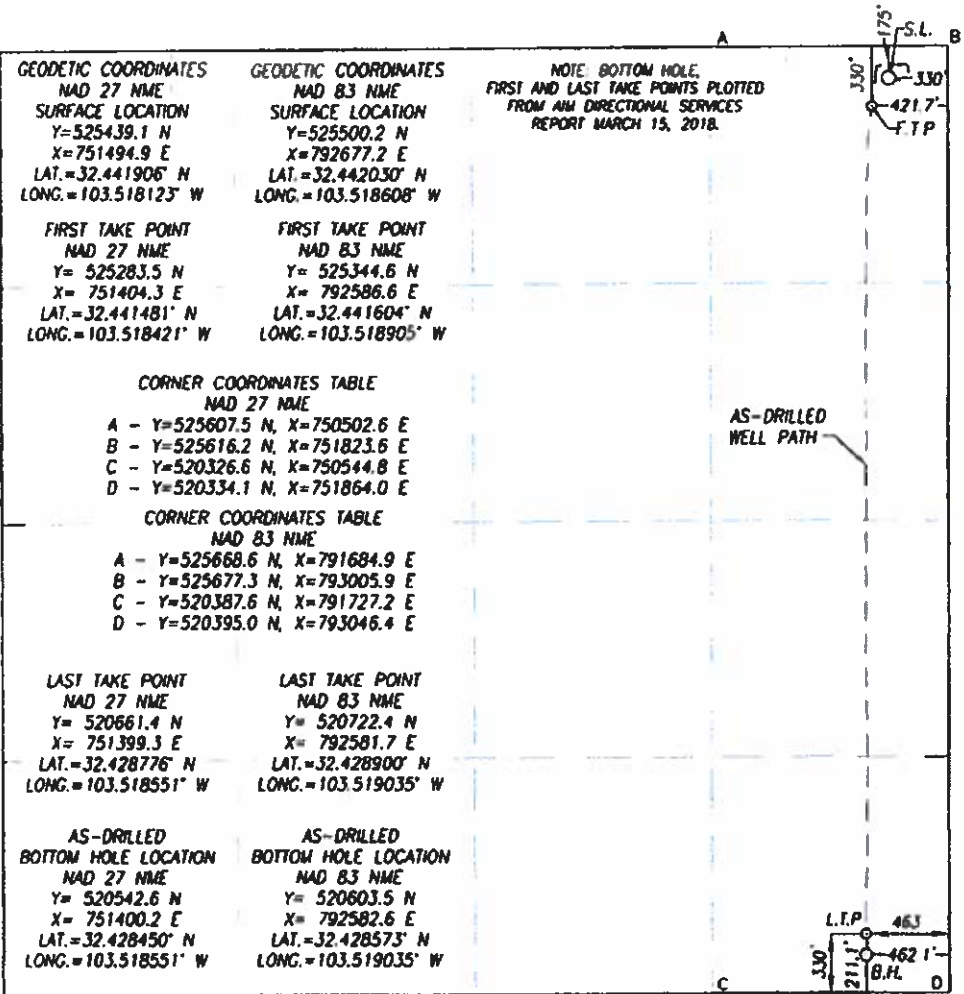 GEODETIC COORDINATES
NAD 27 NME
SURFACE LOCATION
Y=525439.1 N
X=751494.9 E
LAT.=32.441906° N
LONG.=103.518123° W
GEODETIC COORDINATES
NAD 83 NME
SURFACE LOCATION
Y=525500.2 N
X=792677.2 E
LAT.=32.442030° N
LONG.=103.518608° W
NOTE: BOTTOM HOLE,
FIRST AND LAST TAKE POINTS PLOTTED
FROM AIM DIRECTIONAL SERVICES
REPORT MARCH 15, 2018.
A
175'
S.L.
B
330'
330'
421.7'
F.T.P
FIRST TAKE POINT
NAD 27 NME
Y= 525283.5 N
X= 751404.3 E
LAT.=32.441481° N
LONG.=103.518421° W
FIRST TAKE POINT
NAD 83 NME
Y= 525344.6 N
X= 792586.6 E
LAT.=32.441604° N
LONG.=103.518905° W
CORNER COORDINATES TABLE
NAD 27 NME
A - Y=525607.5 N, X=750502.6 E
B - Y=525616.2 N, X=751823.6 E
C - Y=520326.6 N, X=750544.8 E
D - Y=520334.1 N, X=751864.0 E
CORNER COORDINATES TABLE
NAD 83 NME
A - Y=525668.6 N, X=791684.9 E
B - Y=525677.3 N, X=793005.9 E
C - Y=520387.6 N, X=791727.2 E
D - Y=520395.0 N, X=793046.4 E
AS-DRILLED
WELL PATH
LAST TAKE POINT
NAD 27 NME
Y= 520661.4 N
X= 751399.3 E
LAT.=32.428776° N
LONG.=103.518551° W
LAST TAKE POINT
NAD 83 NME
Y= 520722.4 N
X= 792581.7 E
LAT.=32.428900° N
LONG.=103.519035° W
AS-DRILLED
BOTTOM HOLE LOCATION
NAD 27 NME
Y= 520542.6 N
X= 751400.2 E
LAT.=32.428450° N
LONG.=103.518551° W
AS-DRILLED
BOTTOM HOLE LOCATION
NAD 83 NME
Y= 520603.5 N
X= 792582.6 E
LAT.=32.428573° N
LONG.=103.519035° W
L.T.P
463
330'
211.1'
462.1'
B.H.
C
D